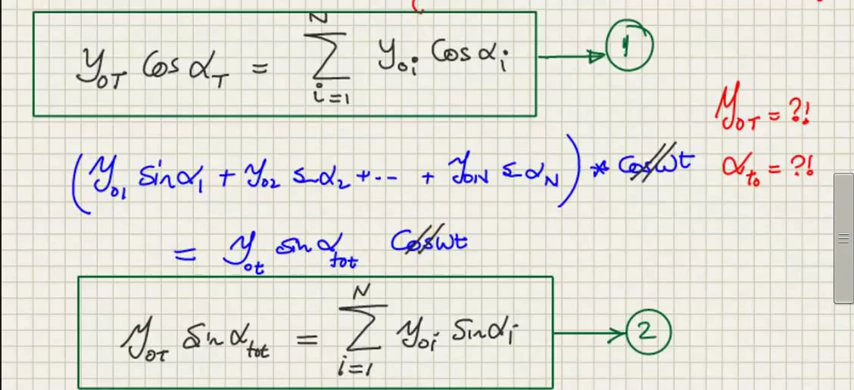 y_{oT} Cos α_T = \sum_{i=1}^{N} y_{oi} Cos α_i → ①
y_{oT} = ?!
(y_{o1} sin α_1 + y_{o2} sin α_2 + ... + y_{oN} sin α_N) * cos ωt
α_{to} = ?!
= y_{ot} sin α_{tot} cos ωt
y_{oT} sin α_{tot} = \sum_{i=1}^{N} y_{oi} sin α_i → ②